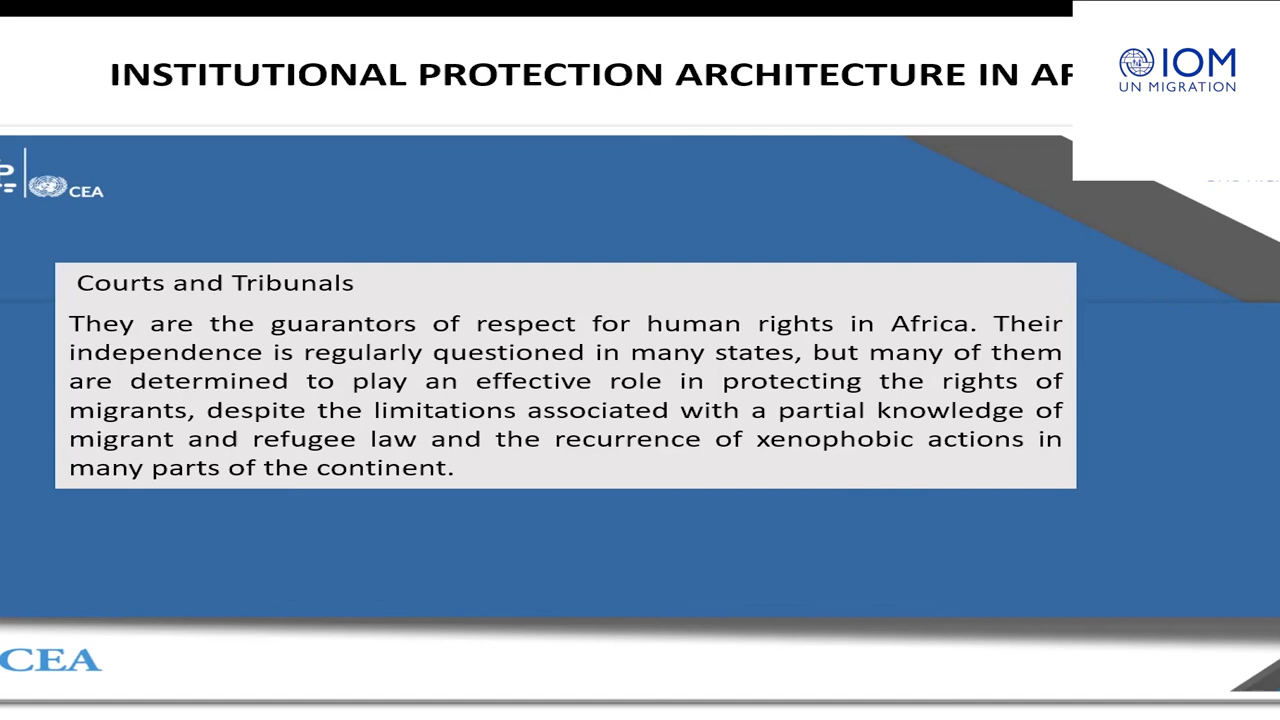 INSTITUTIONAL PROTECTION ARCHITECTURE IN AF
IOM
UN MIGRATION
CEA
Courts and Tribunals
They are the guarantors of respect for human rights in Africa. Their
independence is regularly questioned in many states, but many of them
are determined to play an effective role in protecting the rights of
migrants, despite the limitations associated with a partial knowledge of
migrant and refugee law and the recurrence of xenophobic actions in
many parts of the continent.
CEA